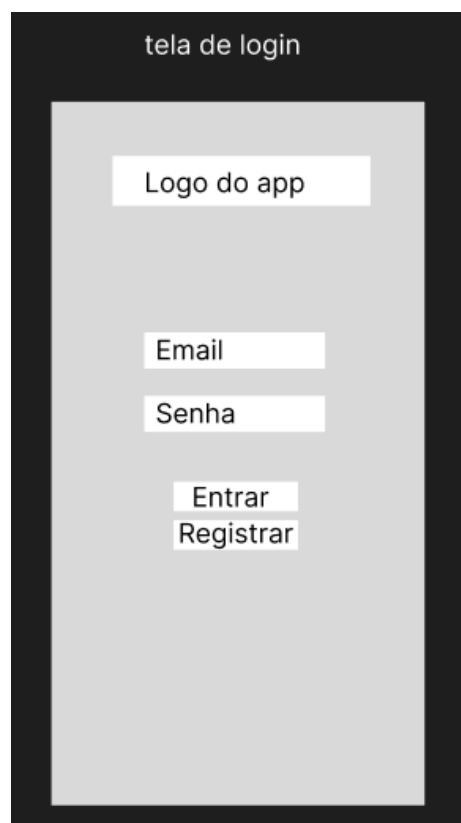 tela de login
Logo do app
Email
Senha
Entrar
Registrar